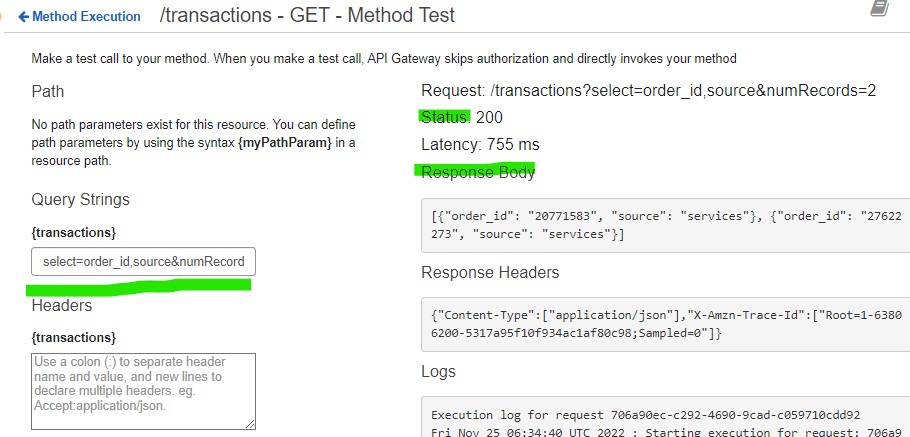 Method Execution /transactions - GET - Method Test
Make a test call to your method. When you make a test call, API Gateway skips authorization and directly invokes your method
Path
No path parameters exist for this resource. You can define
path parameters by using the syntax {myPathParam} in a
resource path.
Query Strings
{transactions}
select=order_id,source&numRecord
Headers
{transactions}
Use a colon (:) to separate header
name and value, and new lines to
declare multiple headers. eg.
Accept:application/json.
Request: /transactions?select=order_id,source&numRecords=2
Status: 200
Latency: 755 ms
Response Body
[{"order_id": "20771583", "source": "services"}, {"order_id": "27622
273", "source": "services"}]
Response Headers
{"Content-Type":["application/json"],"X-Amzn-Trace-Id":["Root=1-6380
6200-5317a95f10f934ac1af80c98;Sampled=0"]}
Logs
Execution log for request 706a90ec-c292-4690-9cad-c059710cdd92
Fri Nov 25 06:34:40 UTC 2022 : Starting execution for request: 706a9